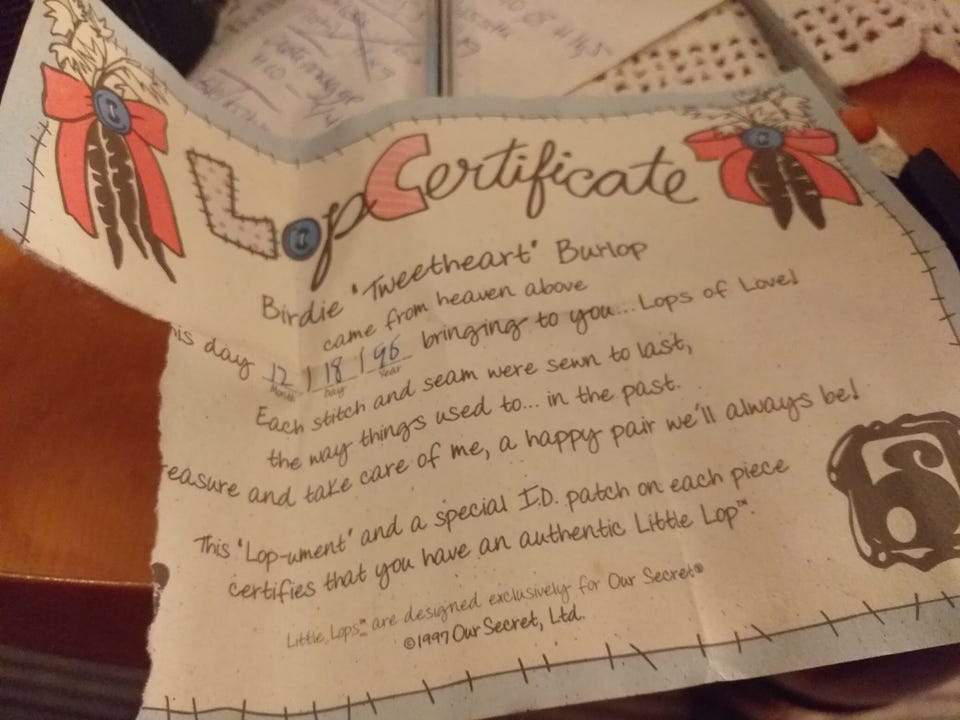 Lop Certificate
Birdie "Tweetheart" Burlop
came from heaven above
his day 12 / 18 / 96 bringing to you... Lops of Love!
Month Day Year
Each stitch and seam were sewn to last,
the way things used to... in the past.
reasure and take care of me, a happy pair we'll always be!
This "Lop-ument" and a special I.D. patch on each piece
certifies that you have an authentic Little Lop™.
Little Lops™ are designed exclusively for Our Secret®
©1997 Our Secret, Ltd.